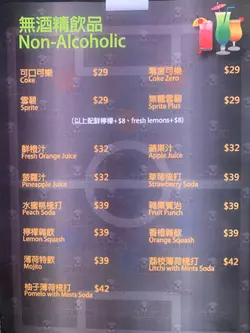 無酒精飲品
Non-Alcoholic
可口可樂 $29
Coke
零度可樂 $29
Coke Zero
雪碧 $29
Sprite
無糖雪碧 $29
Sprite Plus
(以上配鮮檸檬+$8、fresh lemons+$8)
鮮橙汁 $32
Fresh Orange Juice
蘋果汁 $32
Apple Juice
菠蘿汁 $32
Pineapple Juice
草莓梳打 $39
Strawberry Soda
水蜜桃梳打 $39
Peach Soda
雜果賓治 $39
Fruit Punch
檸檬雜飲 $39
Lemon Squash
香橙雜飲 $39
Orange Squash
薄荷特飲 $39
Mojito
荔枝薄荷梳打 $42
Litchi with Mints Soda
柚子薄荷梳打 $42
Pomelo with Mints Soda